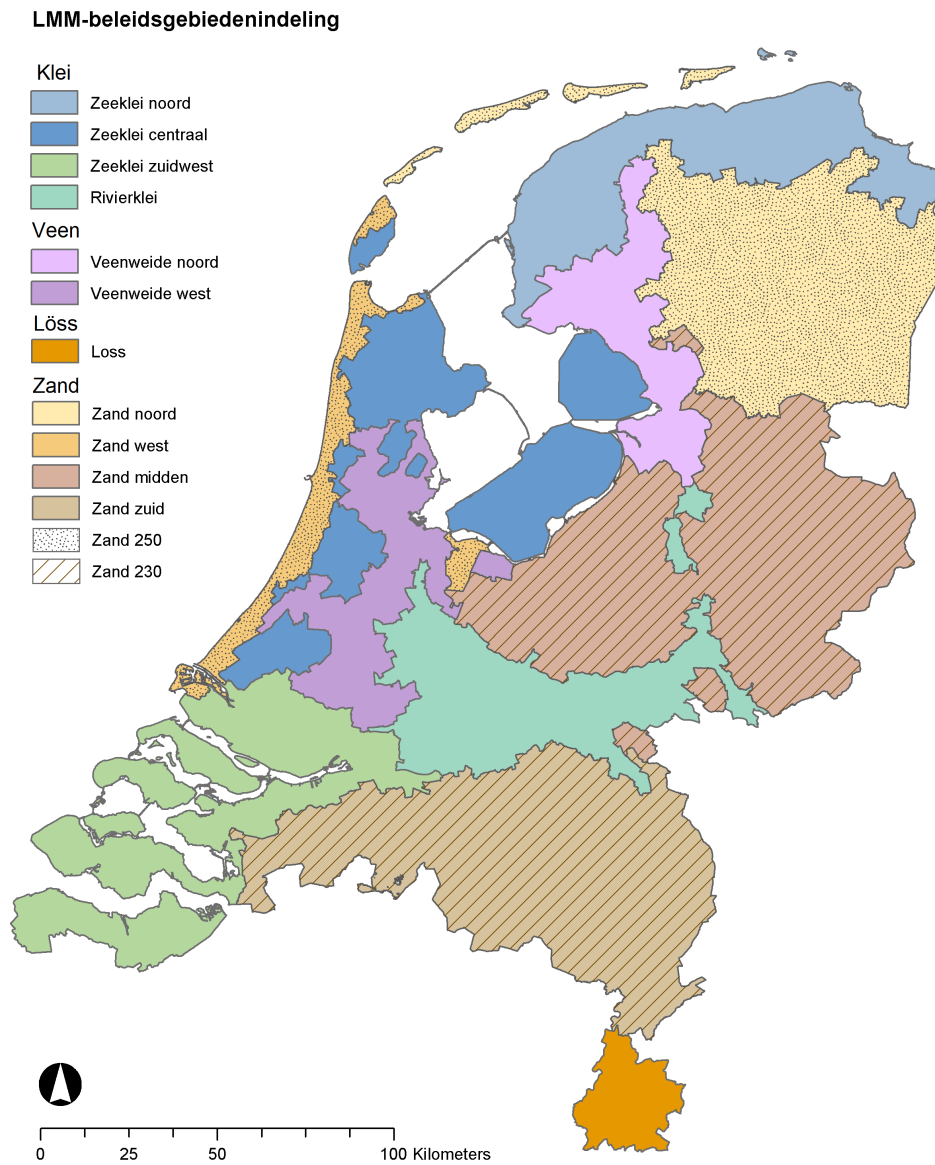 LMM-beleidsgebiedenindeling
Klei
Zeeklei noord
Zeeklei centraal
Zeeklei zuidwest
Rivierklei
Veen
Veenweide noord
Veenweide west
Löss
Loss
Zand
Zand noord
Zand west
Zand midden
Zand zuid
Zand 250
Zand 230
0 25 50 100 Kilometers